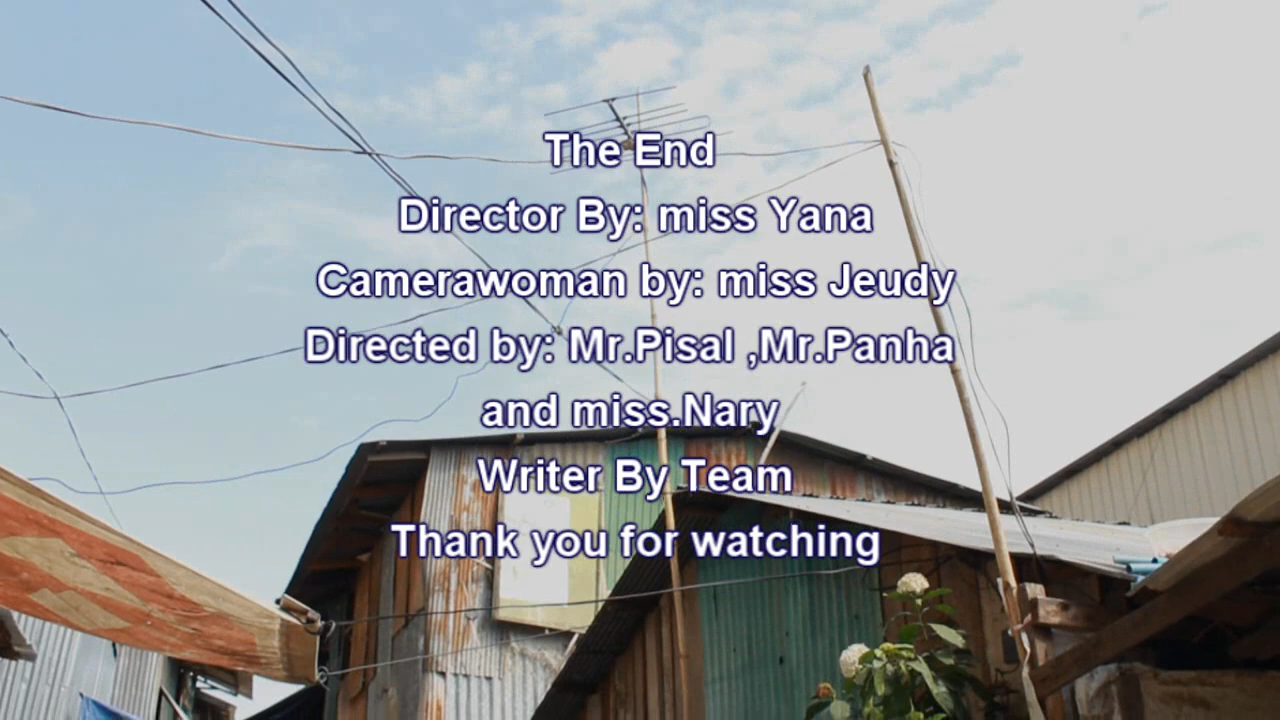 The End
Director By: miss Yana
Camerawoman by: miss Jeudy
Directed by: Mr.Pisal ,Mr.Panha
and miss.Nary
Writer By Team
Thank you for watching